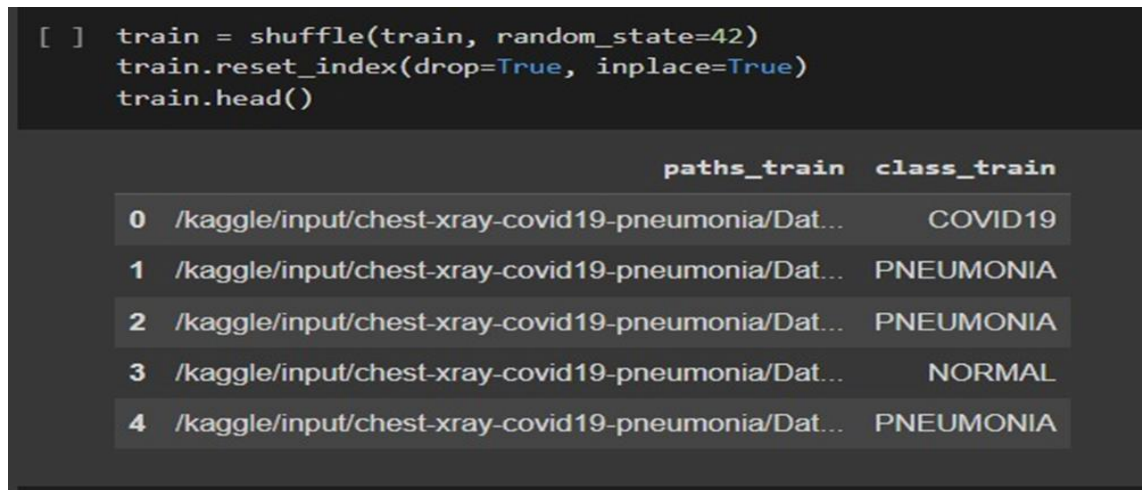 [ ] train = shuffle(train, random_state=42)
train.reset_index(drop=True, inplace=True)
train.head()
paths_train class_train
0 /kaggle/input/chest-xray-covid19-pneumonia/Dat... COVID19
1 /kaggle/input/chest-xray-covid19-pneumonia/Dat... PNEUMONIA
2 /kaggle/input/chest-xray-covid19-pneumonia/Dat... PNEUMONIA
3 /kaggle/input/chest-xray-covid19-pneumonia/Dat... NORMAL
4 /kaggle/input/chest-xray-covid19-pneumonia/Dat... PNEUMONIA